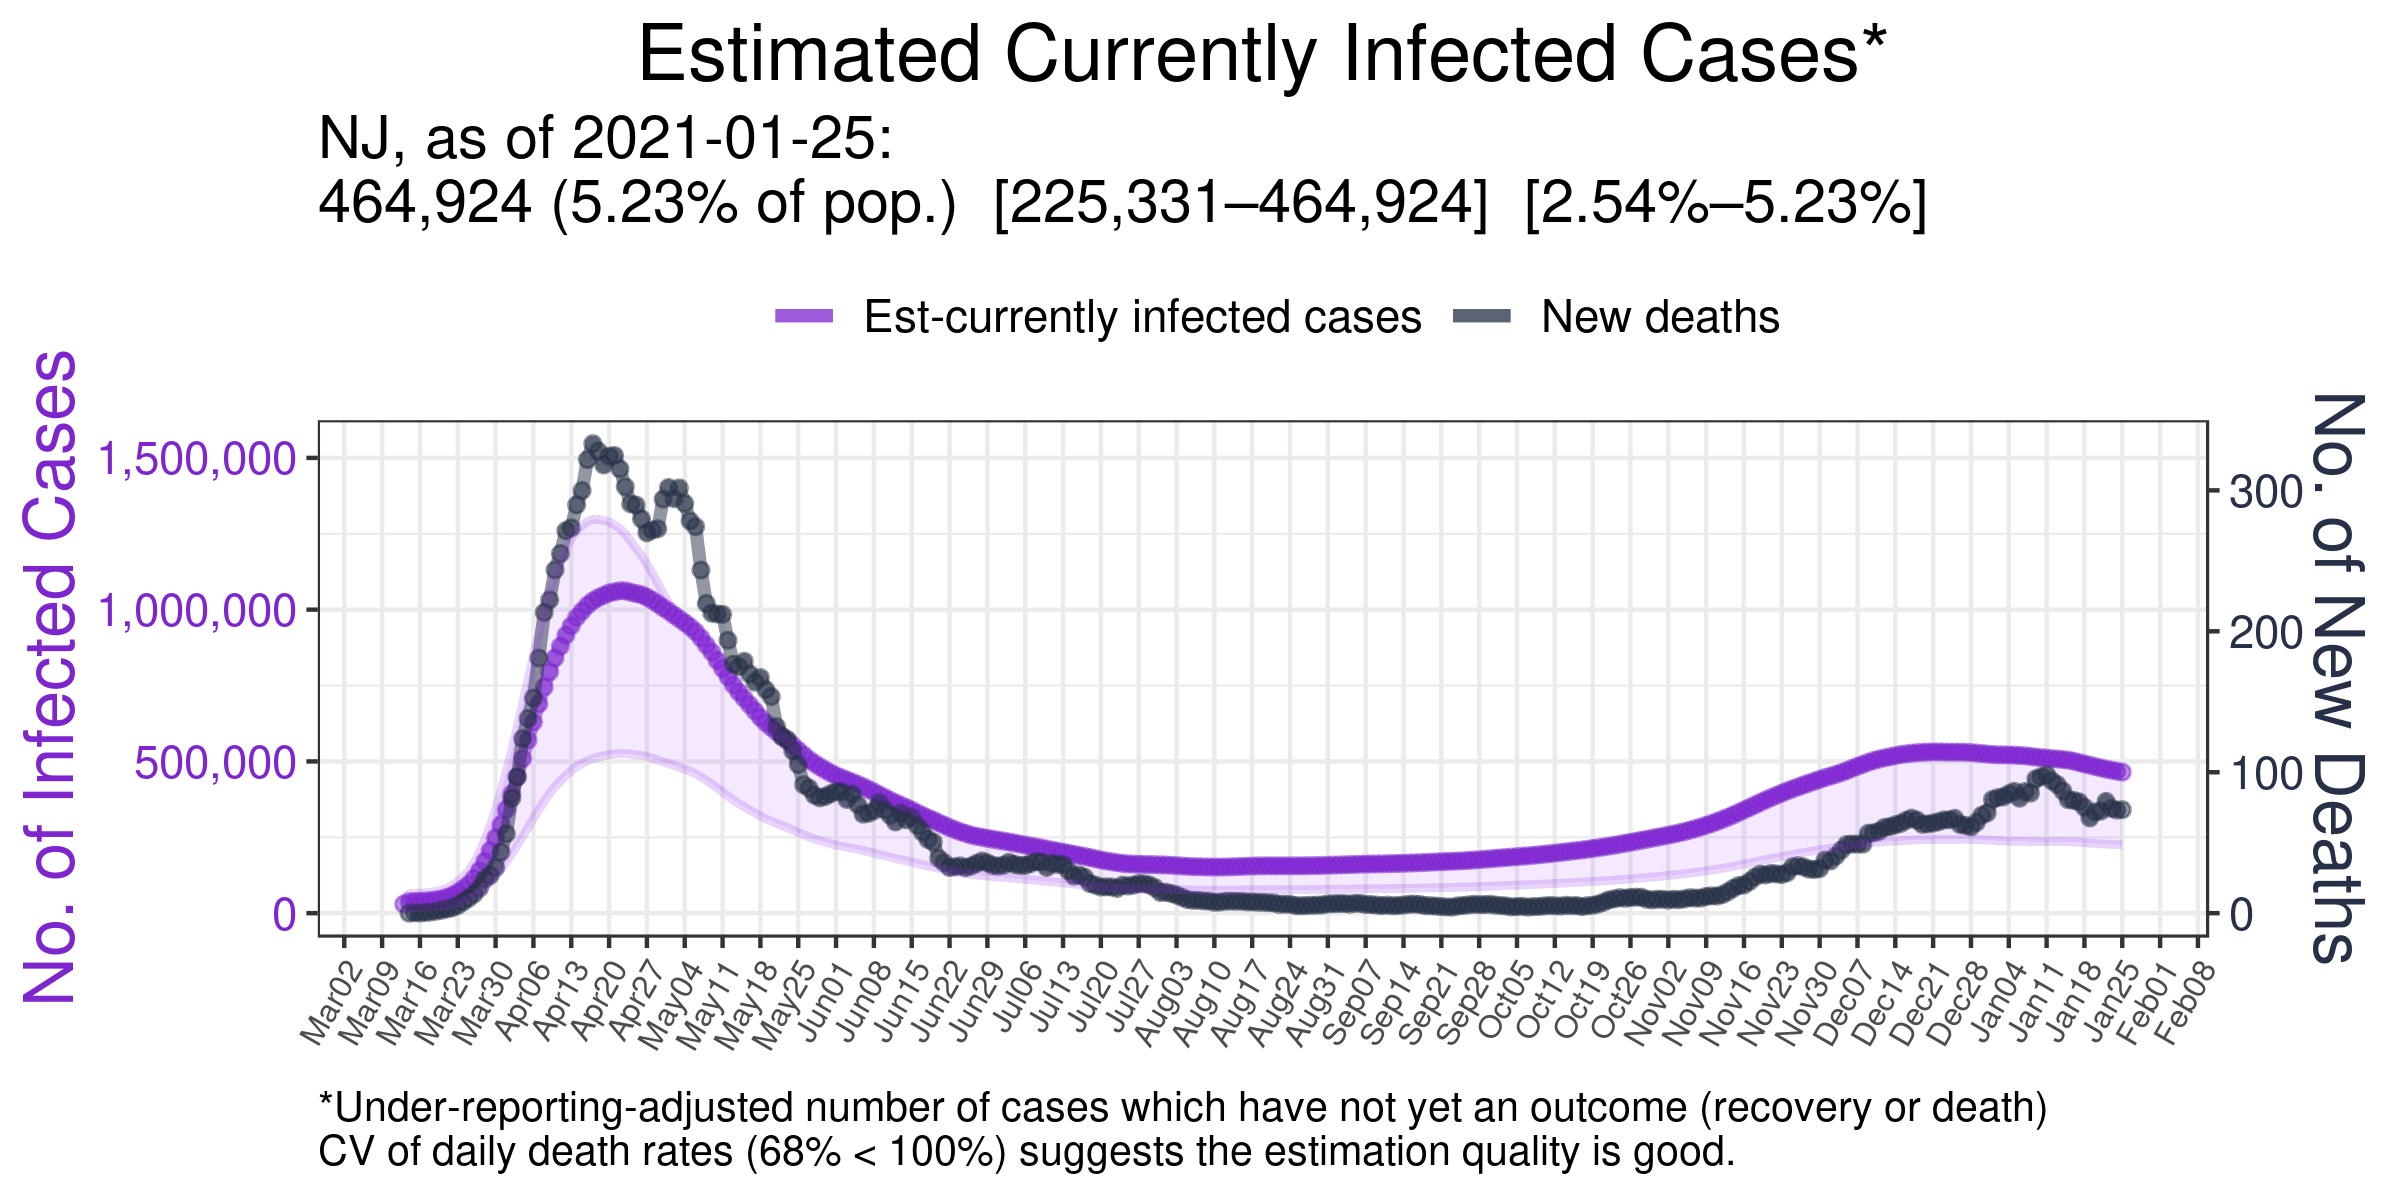 Estimated Currently Infected Cases*
NJ, as of 2021-01-25:
464,924 (5.23% of pop.) [225,331–464,924] [2.54%–5.23%]
Est-currently infected cases
New deaths
No. of Infected Cases
1,500,000
1,000,000
500,000
0
300
200
100
0
No. of New Deaths
Mar02
Mar09
Mar16
Mar23
Mar30
Apr06
Apr13
Apr20
Apr27
May04
May11
May18
May25
Jun01
Jun08
Jun15
Jun22
Jun29
Jul06
Jul13
Jul20
Jul27
Aug03
Aug10
Aug17
Aug24
Aug31
Sep07
Sep14
Sep21
Sep28
Oct05
Oct12
Oct19
Oct26
Nov02
Nov09
Nov16
Nov23
Nov30
Dec07
Dec14
Dec21
Dec28
Jan04
Jan11
Jan18
Jan25
Feb01
Feb08
*Under-reporting-adjusted number of cases which have not yet an outcome (recovery or death)
CV of daily death rates (68% < 100%) suggests the estimation quality is good.